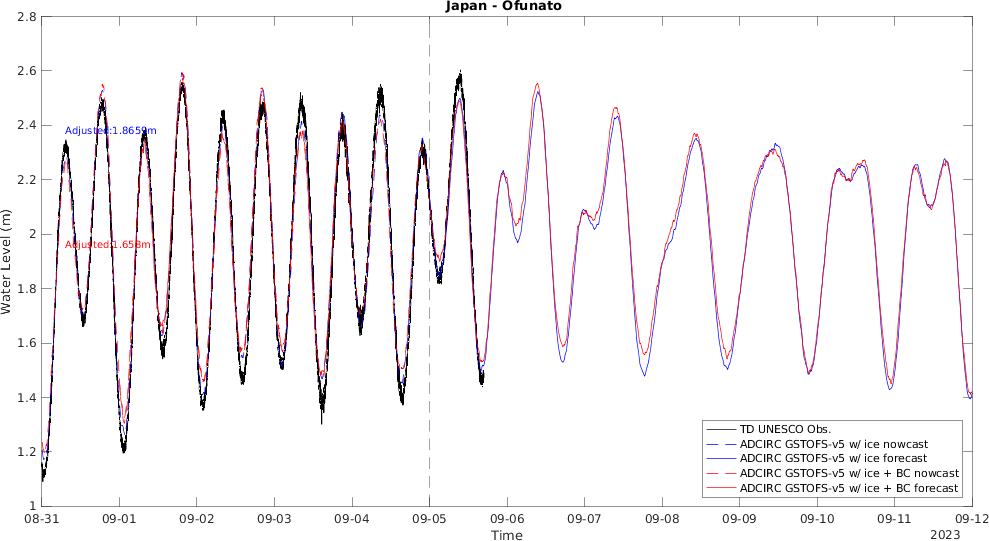 Japan - Ofunato
2.8
2.6
2.4
2.2
2
1.8
1.6
1.4
1.2
1
Water Level (m)
Adjusted:1.8659m
Adjusted:1.658m
TD UNESCO Obs.
ADCIRC GSTOFS-v5 w/ ice nowcast
ADCIRC GSTOFS-v5 w/ ice forecast
ADCIRC GSTOFS-v5 w/ ice + BC nowcast
ADCIRC GSTOFS-v5 w/ ice + BC forecast
08-31 09-01 09-02 09-03 09-04 09-05 09-06 09-07 09-08 09-09 09-10 09-11 09-12
Time
2023